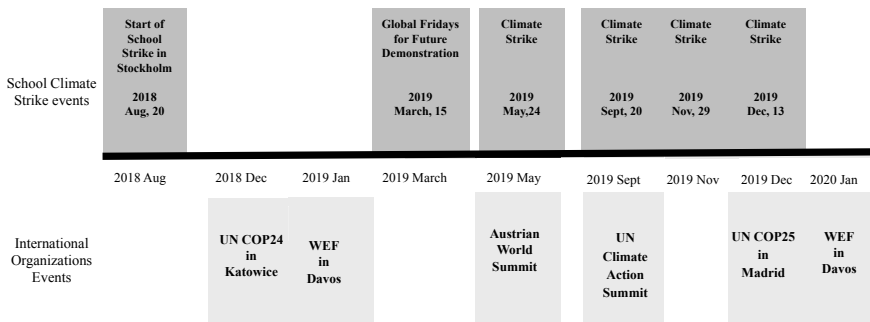 Start of
School
Strike in
Stockholm
2018
Aug, 20
Global Fridays
for Future
Demonstration
2019
March, 15
Climate
Strike
2019
May,24
Climate
Strike
2019
Sept, 20
Climate
Strike
2019
Nov, 29
Climate
Strike
2019
Dec, 13
School Climate
Strike events
2018 Aug
2018 Dec
2019 Jan
2019 March
2019 May
2019 Sept
2019 Nov
2019 Dec
2020 Jan
International
Organizations
Events
UN COP24
in
Katowice
WEF
in
Davos
Austrian
World
Summit
UN
Climate
Action
Summit
UN COP25
in
Madrid
WEF
in
Davos